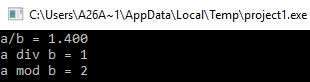 C:\Users\A26A~1\AppData\Local\Temp\project1.exe
a/b = 1.400
a div b = 1
a mod b = 2